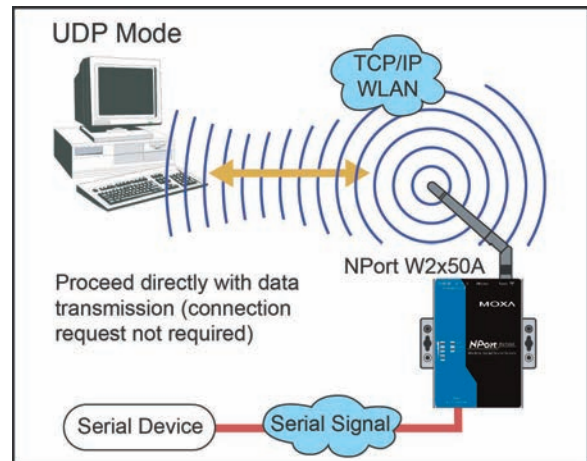 UDP Mode
TCP/IP
WLAN
NPort W2x50A
Proceed directly with data
transmission (connection
request not required)
MOXA
NPort
Serial Device
Serial Signal